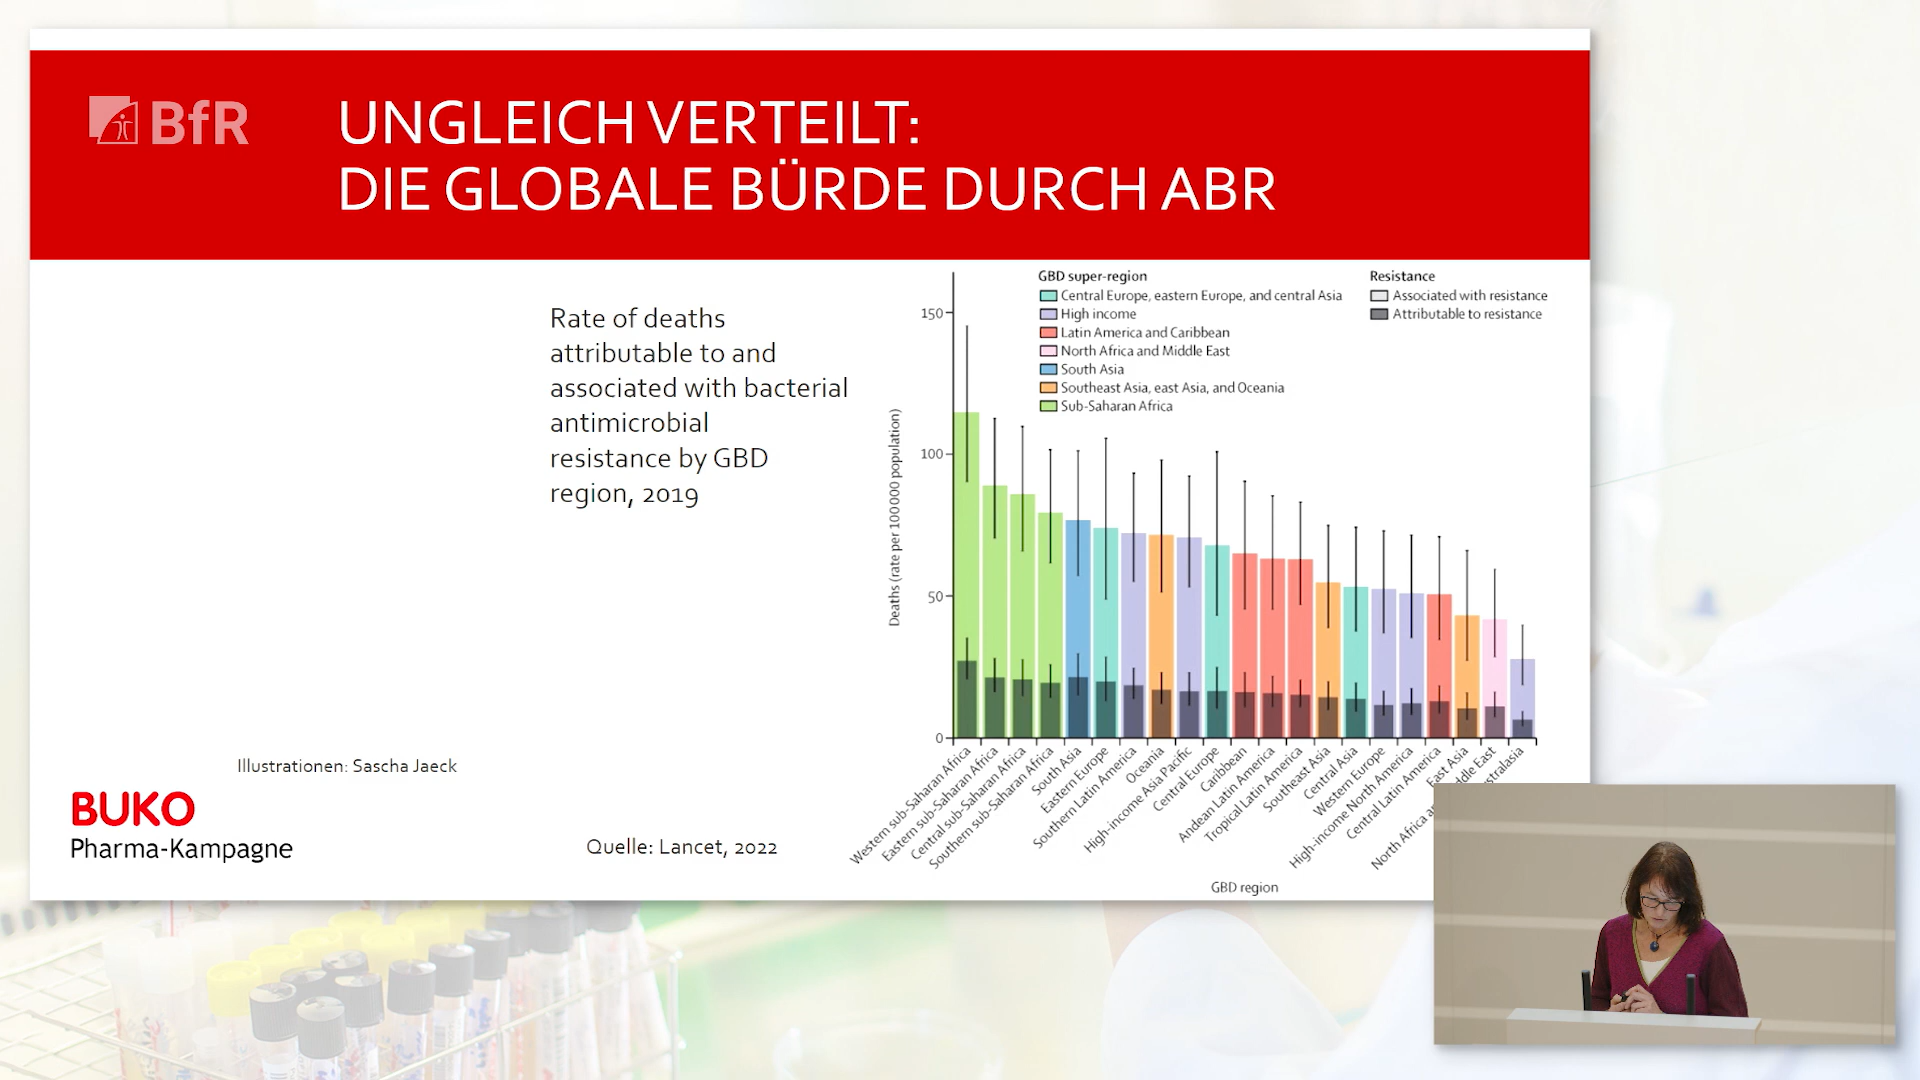 BfR
UNGLEICH VERTEILT:
DIE GLOBALE BÜRDE DURCH ABR
Rate of deaths
attributable to and
associated with bacterial
antimicrobial
resistance by GBD
region, 2019
Illustrationen: Sascha Jaeck
BUKO
Pharma-Kampagne
Quelle: Lancet, 2022
GBD super-region
Central Europe, eastern Europe, and central Asia
High income
Latin America and Caribbean
North Africa and Middle East
South Asia
Southeast Asia, east Asia, and Oceania
Sub-Saharan Africa
Resistance
Associated with resistance
Attributable to resistance
Deaths (rate per 100 000 population)
150
100
50
0
Western sub-Saharan Africa
Eastern sub-Saharan Africa
Central sub-Saharan Africa
Southern sub-Saharan Africa
South Asia
Eastern Europe
Southern Latin America
Oceania
High-income Asia Pacific
Central Europe
Caribbean
Andean Latin America
Tropical Latin America
Southeast Asia
Central Asia
Western Europe
High-income North America
Central Latin America
East Asia
North Africa
GBD region